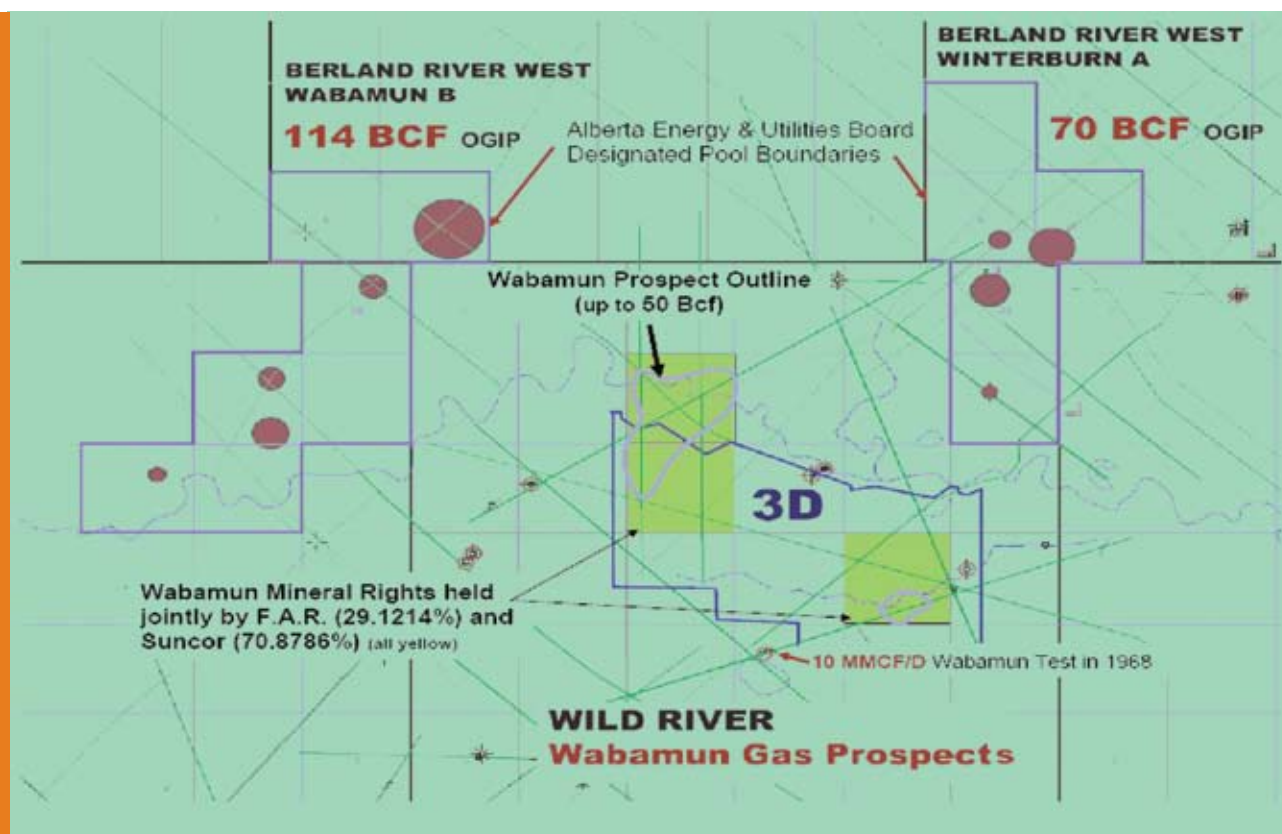 BERLAND RIVER WEST
WABAMUN B
114 BCF OGIP
Alberta Energy & Utilities Board
Designated Pool Boundaries
BERLAND RIVER WEST
WINTERBURN A
70 BCF OGIP
Wabamun Prospect Outline
(up to 50 Bcf)
3D
Wabamun Mineral Rights held
jointly by F.A.R. (29.1214%) and
Suncor (70.8786%) (all yellow)
10 MMCF/D Wabamun Test in 1968
WILD RIVER
Wabamun Gas Prospects